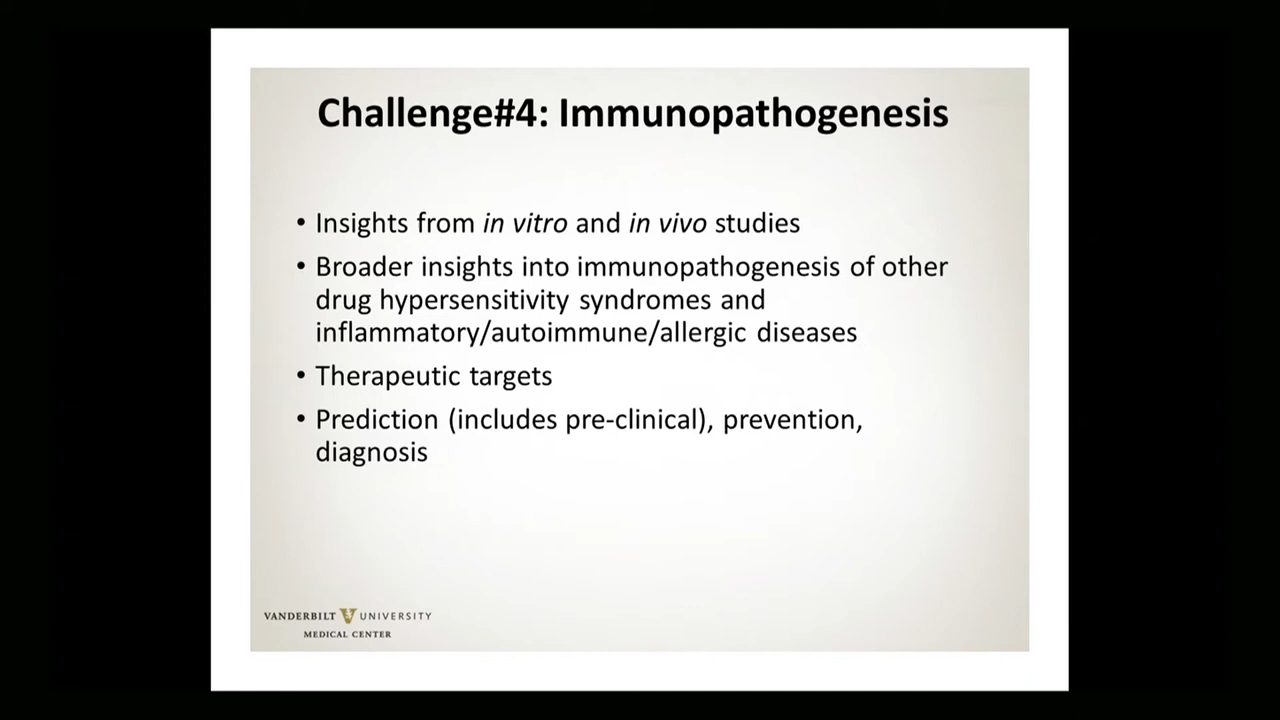 Challenge#4: Immunopathogenesis
• Insights from in vitro and in vivo studies
• Broader insights into immunopathogenesis of other
drug hypersensitivity syndromes and
inflammatory/autoimmune/allergic diseases
• Therapeutic targets
• Prediction (includes pre-clinical), prevention,
diagnosis
VANDERBILT V UNIVERSITY
MEDICAL CENTER